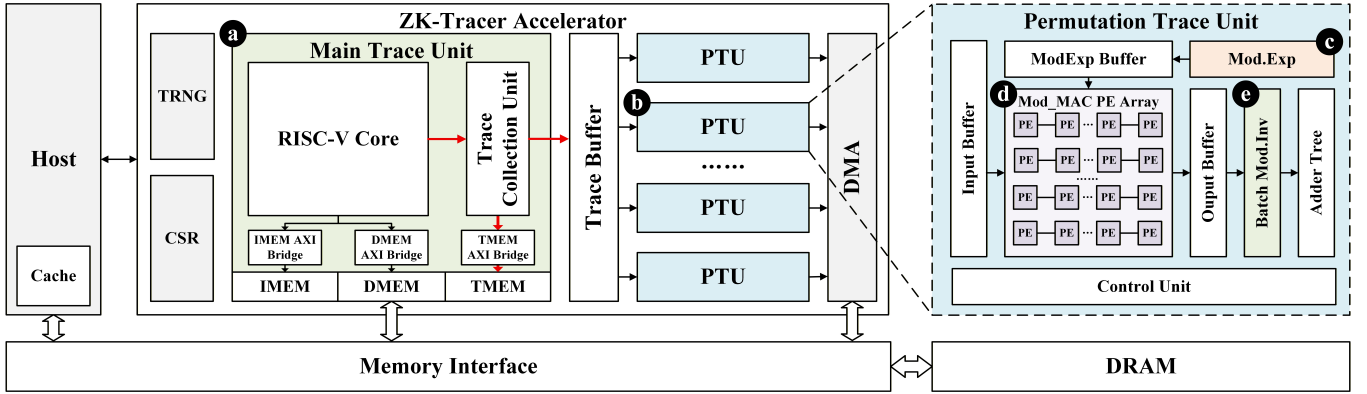 ZK-Tracer Accelerator
Host
Cache
TRNG
CSR
a
Main Trace Unit
RISC-V Core
Trace
Collection Unit
IMEM AXI
Bridge
DMEM
AXI Bridge
TMEM
AXI Bridge
IMEM
DMEM
TMEM
Trace Buffer
PTU
b
PTU
......
PTU
PTU
DMA
Permutation Trace Unit
Input Buffer
ModExp Buffer
c
Mod.Exp
d
Mod_MAC PE Array
PE PE ... PE PE
PE PE ... PE PE
......
PE PE ... PE PE
PE PE ... PE PE
Ouput Buffer
e
Batch Mod.Inv
Adder Tree
Control Unit
Memory Interface
DRAM